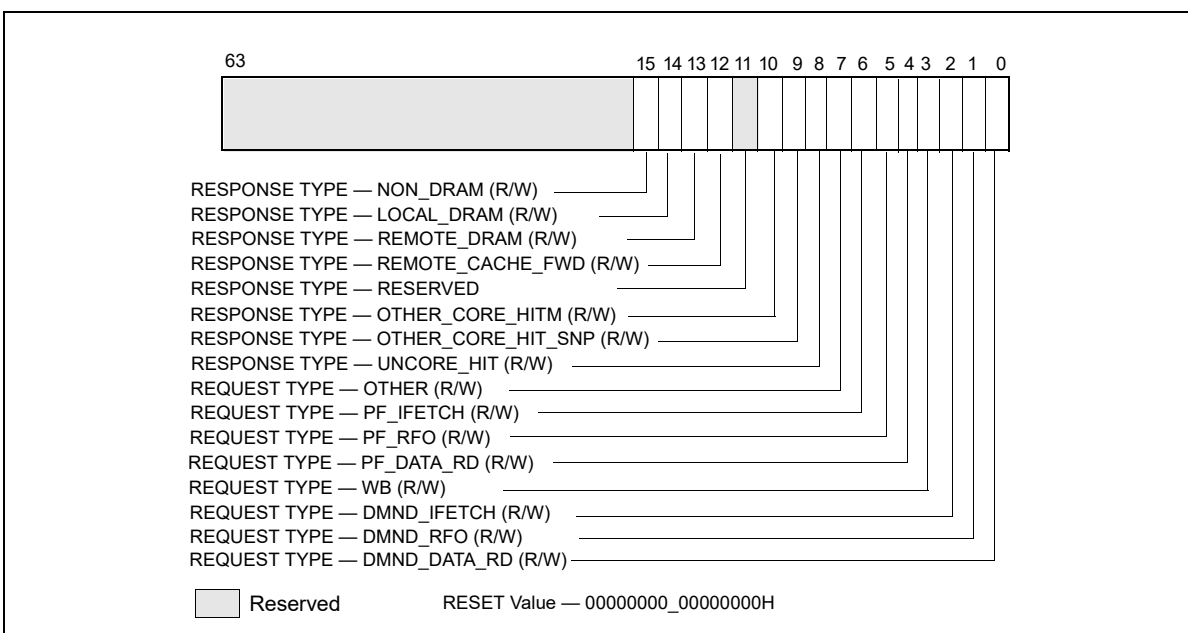 63 15 14 13 12 11 10 9 8 7 6 5 4 3 2 1 0
RESPONSE TYPE — NON_DRAM (R/W)
RESPONSE TYPE — LOCAL_DRAM (R/W)
RESPONSE TYPE — REMOTE_DRAM (R/W)
RESPONSE TYPE — REMOTE_CACHE_FWD (R/W)
RESPONSE TYPE — RESERVED
RESPONSE TYPE — OTHER_CORE_HITM (R/W)
RESPONSE TYPE — OTHER_CORE_HIT_SNP (R/W)
RESPONSE TYPE — UNCORE_HIT (R/W)
REQUEST TYPE — OTHER (R/W)
REQUEST TYPE — PF_IFETCH (R/W)
REQUEST TYPE — PF_RFO (R/W)
REQUEST TYPE — PF_DATA_RD (R/W)
REQUEST TYPE — WB (R/W)
REQUEST TYPE — DMND_IFETCH (R/W)
REQUEST TYPE — DMND_RFO (R/W)
REQUEST TYPE — DMND_DATA_RD (R/W)
Reserved RESET Value — 00000000_00000000H